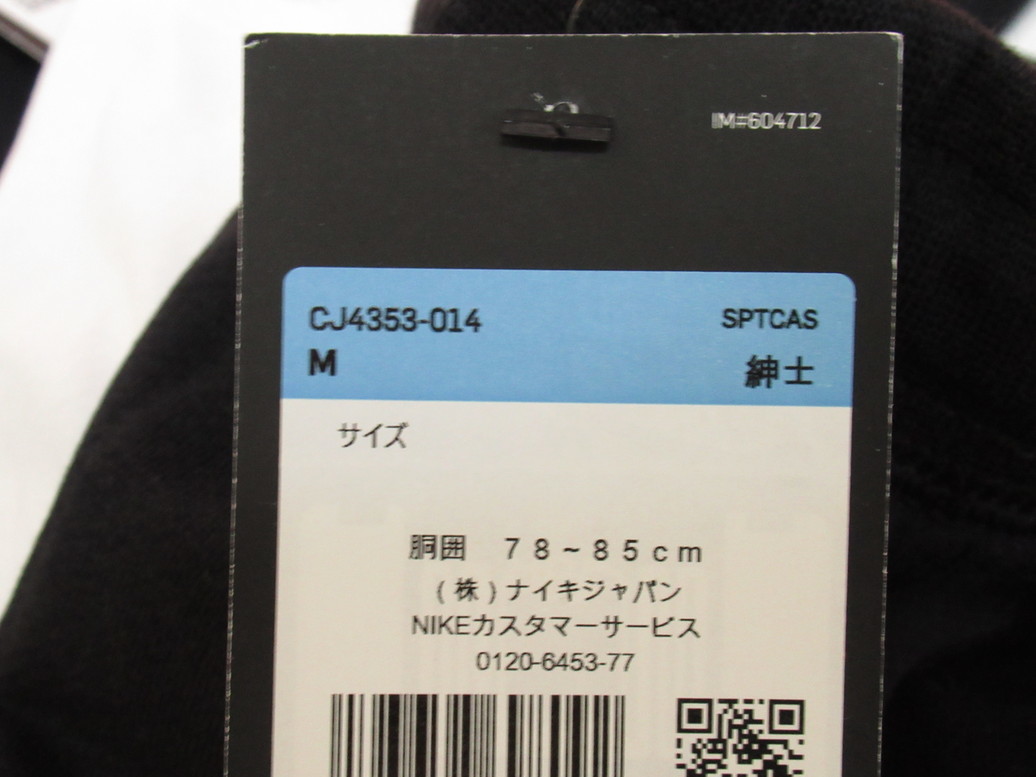 IM#604712
CJ4353-014 SPTCAS
M 紳士
サイズ
胴囲 78~85cm
(株)ナイキジャパン
NIKEカスタマーサービス
0120-6453-77